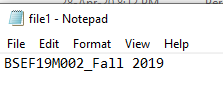 file1 - Notepad
File Edit Format View Help
BSEF19M002_Fall 2019